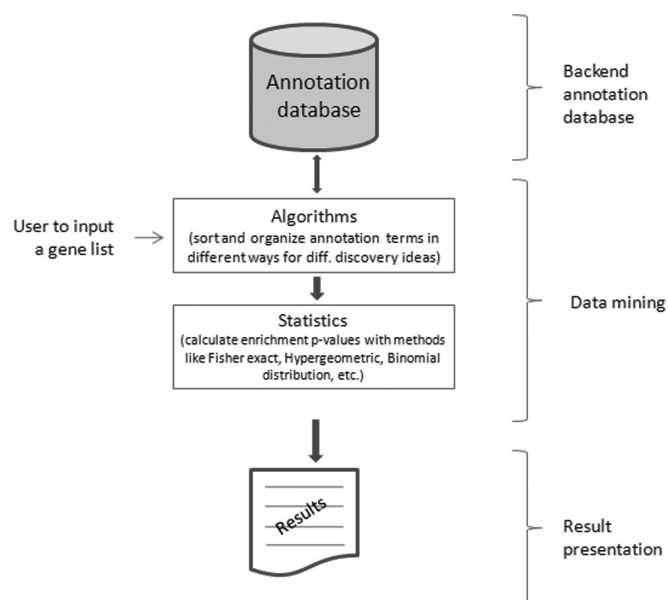 Annotation
database
Backend
annotation
database
User to input
a gene list
Algorithms
(sort and organize annotation terms in
different ways for diff. discovery ideas)
Statistics
(calculate enrichment p-values with methods
like Fisher exact, Hypergeometric, Binomial
distribution, etc.)
Data mining
Results
Result
presentation